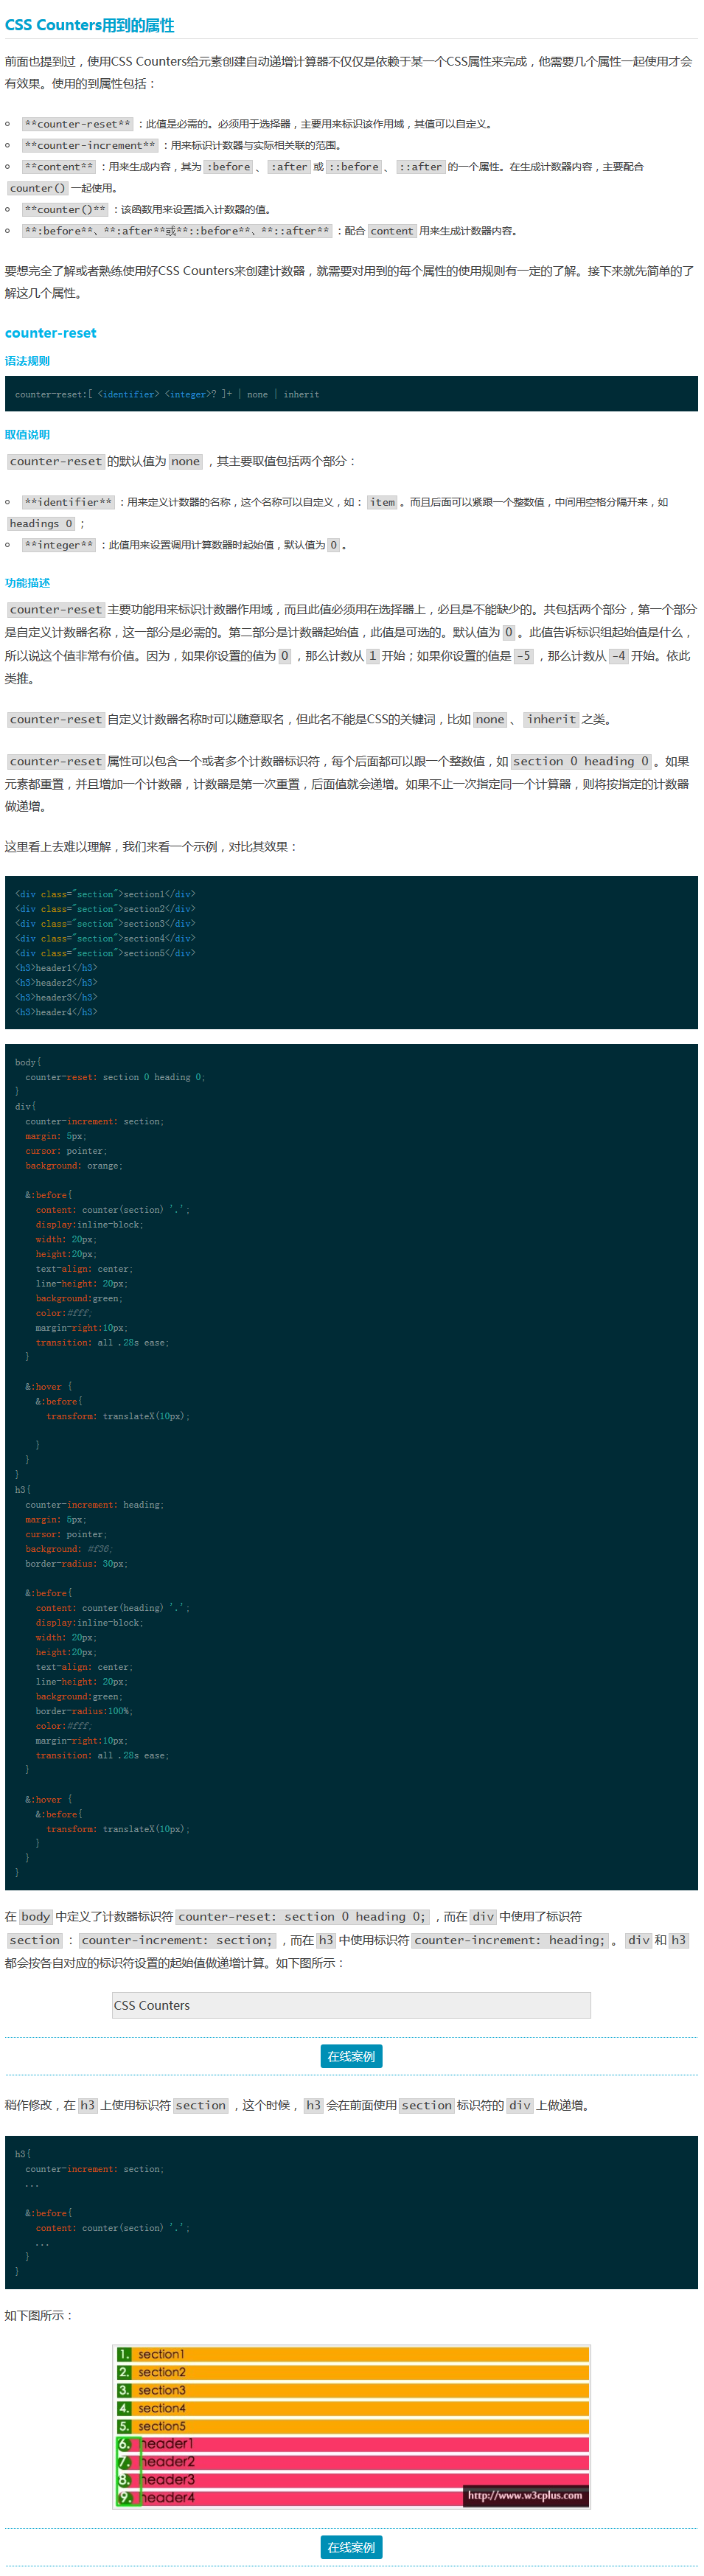 CSS Counters用到的属性
前面也提到过，使用CSS Counters给元素创建自动递增计算器不仅仅是依赖于某一个CSS属性来完成，他需要几个属性一起使用才会
有效果。使用的到属性包括：
**counter-reset** ：此值是必需的。必须用于选择器，主要用来标识该作用域，其值可以自定义。
**counter-increment** ：用来标识计数器与实际相关联的范围。
**content** ：用来生成内容，其为 :before 、 :after 或 ::before 、 ::after 的一个属性。在生成计数器内容，主要配合
counter() 一起使用。
**counter()** ：该函数用来设置插入计数器的值。
**:before**、**:after**或**::before**、**::after** ：配合 content 用来生成计数器内容。
要想完全了解或者熟练使用好CSS Counters来创建计数器，就需要对用到的每个属性的使用规则有一定的了解。接下来就先简单的了
解这几个属性。
counter-reset
语法规则
counter-reset:[ <identifier> <integer>? ]+ | none | inherit
取值说明
counter-reset 的默认值为 none ，其主要取值包括两个部分：
**identifier** ：用来定义计数器的名称，这个名称可以自定义，如： item 。而且后面可以紧跟一个整数值，中间用空格分隔开来，如
headings 0 ；
**integer** ：此值用来设置调用计算数器时起始值，默认值为 0 。
功能描述
counter-reset 主要功能用来标识计数器作用域，而且此值必须用在选择器上，必且是不能缺少的。共包括两个部分，第一个部分
是自定义计数器名称，这一部分是必需的。第二部分是计数器起始值，此值是可选的。默认值为 0 。此值告诉标识组起始值是什么，
所以说这个值非常有价值。因为，如果你设置的值为 0 ，那么计数从 1 开始；如果你设置的值是 -5 ，那么计数从 -4 开始。依此
类推。
counter-reset 自定义计数器名称时可以随意取名，但此名不能是CSS的关键词，比如 none 、 inherit 之类。
counter-reset 属性可以包含一个或者多个计数器标识符，每个后面都可以跟一个整数值，如 section 0 heading 0 。如果
元素都重置，并且增加一个计数器，计数器是第一次重置，后面值就会递增。如果不止一次指定同一个计算器，则将按指定的计数器
做递增。
这里看上去难以理解，我们来看一个示例，对比其效果：
<div class="section">section1</div>
<div class="section">section2</div>
<div class="section">section3</div>
<div class="section">section4</div>
<div class="section">section5</div>
<h3>header1</h3>
<h3>header2</h3>
<h3>header3</h3>
<h3>header4</h3>
body{
counter-reset: section 0 heading 0;
}
div{
counter-increment: section;
margin: 5px;
cursor: pointer;
background: orange;
&:before{
content: counter(section) '.';
display:inline-block;
width: 20px;
height:20px;
text-align: center;
line-height: 20px;
background:green;
color:#fff;
margin-right:10px;
transition: all .28s ease;
}
&:hover {
&:before{
transform: translateX(10px);
}
}
}
h3{
counter-increment: heading;
margin: 5px;
cursor: pointer;
background: #f36;
border-radius: 30px;
&:before{
content: counter(heading) '.';
display:inline-block;
width: 20px;
height:20px;
text-align: center;
line-height: 20px;
background:green;
border-radius:100%;
color:#fff;
margin-right:10px;
transition: all .28s ease;
}
&:hover {
&:before{
transform: translateX(10px);
}
}
}
在 body 中定义了计数器标识符 counter-reset: section 0 heading 0; ，而在 div 中使用了标识符
section ： counter-increment: section; ，而在 h3 中使用标识符 counter-increment: heading; 。 div 和 h3
都会按各自对应的标识符设置的起始值做递增计算。如下图所示：
CSS Counters
在线案例
稍作修改，在 h3 上使用标识符 section ，这个时候， h3 会在前面使用 section 标识符的 div 上做递增。
h3{
counter-increment: section;
...
&:before{
content: counter(section) '.';
...
}
}
如下图所示：
1. section1
2. section2
3. section3
4. section4
5. section5
6. header1
7. header2
8. header3
9. header4
http://www.w3cplus.com
在线案例